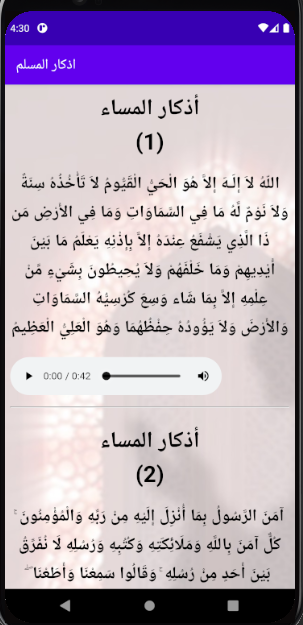 4:30
اذكار المسلم
أذكار المساء
(1)
اللّهُ لاَ إِلَـهَ إِلاَّ هُوَ الْحَيُّ الْقَيُّومُ لاَ تَأْخُذُهُ سِنَةٌ
وَلاَ نَوْمٌ لَّهُ مَا فِي السَّمَاوَاتِ وَمَا فِي الأَرْضِ مَن
ذَا الَّذِي يَشْفَعُ عِنْدَهُ إِلاَّ بِإِذْنِهِ يَعْلَمُ مَا بَيْنَ
أَيْدِيهِمْ وَمَا خَلْفَهُمْ وَلاَ يُحِيطُونَ بِشَيْءٍ مِّنْ
عِلْمِهِ إِلاَّ بِمَا شَاء وَسِعَ كُرْسِيُّهُ السَّمَاوَاتِ
وَالأَرْضَ وَلاَ يَؤُودُهُ حِفْظُهُمَا وَهُوَ الْعَلِيُّ الْعَظِيمُ
0:00 / 0:42
أذكار المساء
(2)
آمَنَ الرَّسُولُ بِمَا أُنْزِلَ إِلَيْهِ مِنْ رَبِّهِ وَالْمُؤْمِنُونَ ۚ
كُلٌّ آمَنَ بِاللَّهِ وَمَلَائِكَتِهِ وَكُتُبِهِ وَرُسُلِهِ لَا نُفَرِّقُ
بَيْنَ أَحَدٍ مِنْ رُسُلِهِ ۚ وَقَالُوا سَمِعْنَا وَأَطَعْنَا ۖ